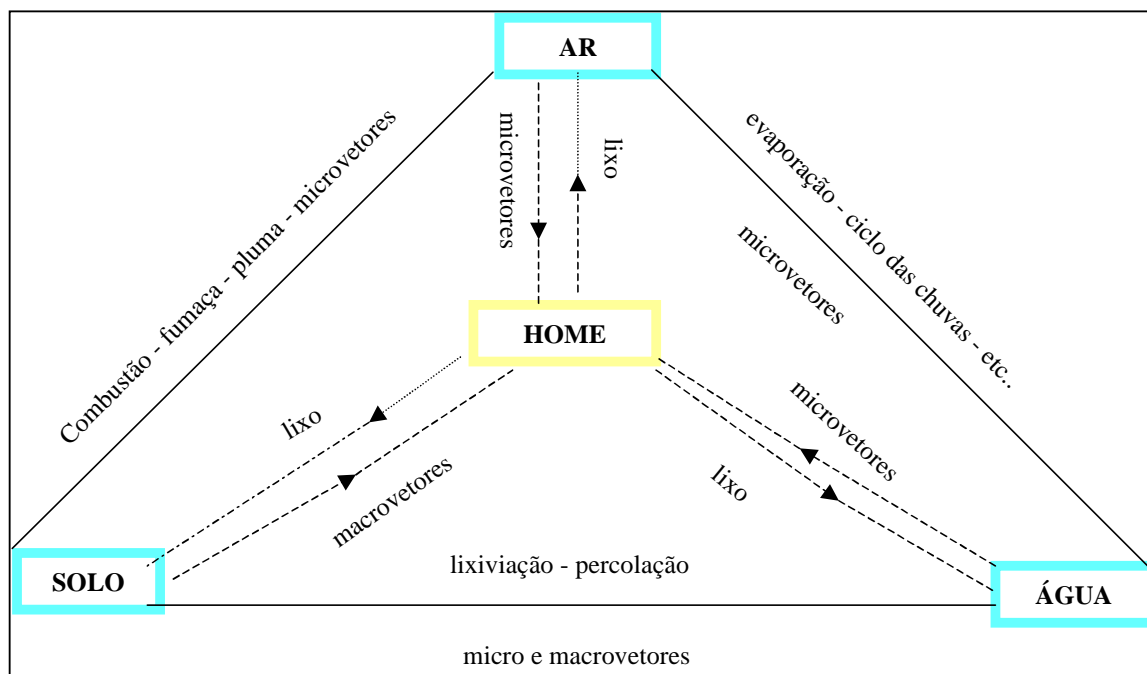 AR
Combustão - fumaça - pluma - microvetores
microvetores
lixo
evaporação - ciclo das chuvas - etc..
microvetores
HOME
lixo
macrovetores
microvetores
lixo
SOLO
lixiviação - percolação
ÁGUA
micro e macrovetores